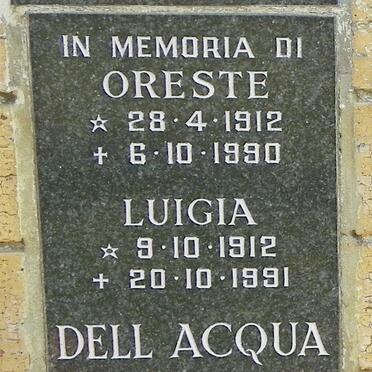 IN MEMORIA DI
ORESTE
☆ 28·4·1912
+ 6·10·1990
LUIGIA
☆ 9·10·1912
+ 20·10·1991
DELL ACQUA